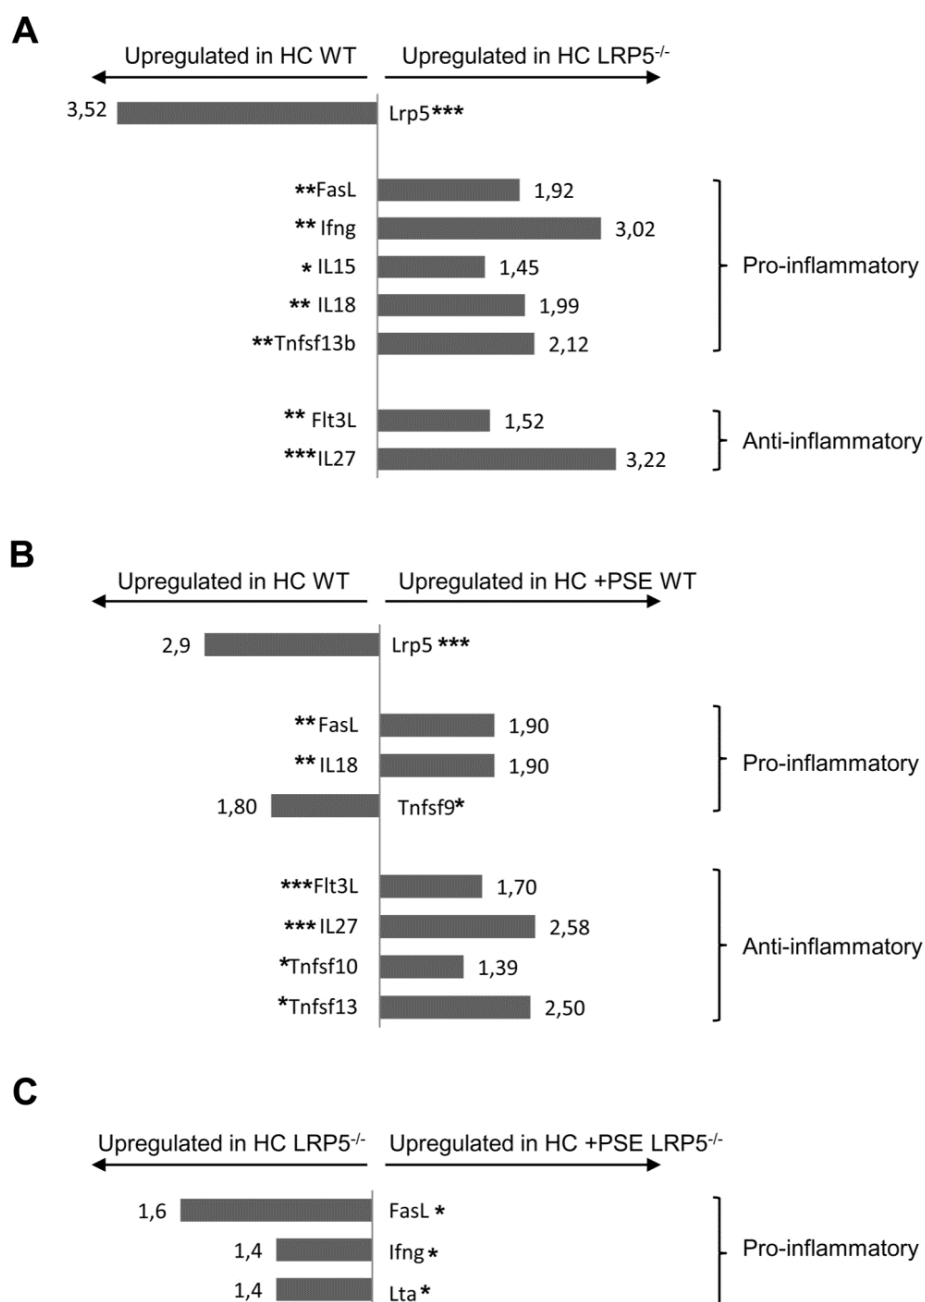 A
Upregulated in HC WT Upregulated in HC LRP5-/-
3,52 Lrp5***
**FasL 1,92
** Ifng 3,02
* IL15 1,45
** IL18 1,99
**Tnfsf13b 2,12
Pro-inflammatory
** Flt3L 1,52
***IL27 3,22
Anti-inflammatory
B
Upregulated in HC WT Upregulated in HC +PSE WT
2,9 Lrp5 ***
**FasL 1,90
** IL18 1,90
1,80 Tnfsf9*
Pro-inflammatory
***Flt3L 1,70
*** IL27 2,58
*Tnfsf10 1,39
*Tnfsf13 2,50
Anti-inflammatory
C
Upregulated in HC LRP5-/- Upregulated in HC +PSE LRP5-/-
1,6 FasL *
1,4 Ifng *
1,4 Lta *
Pro-inflammatory